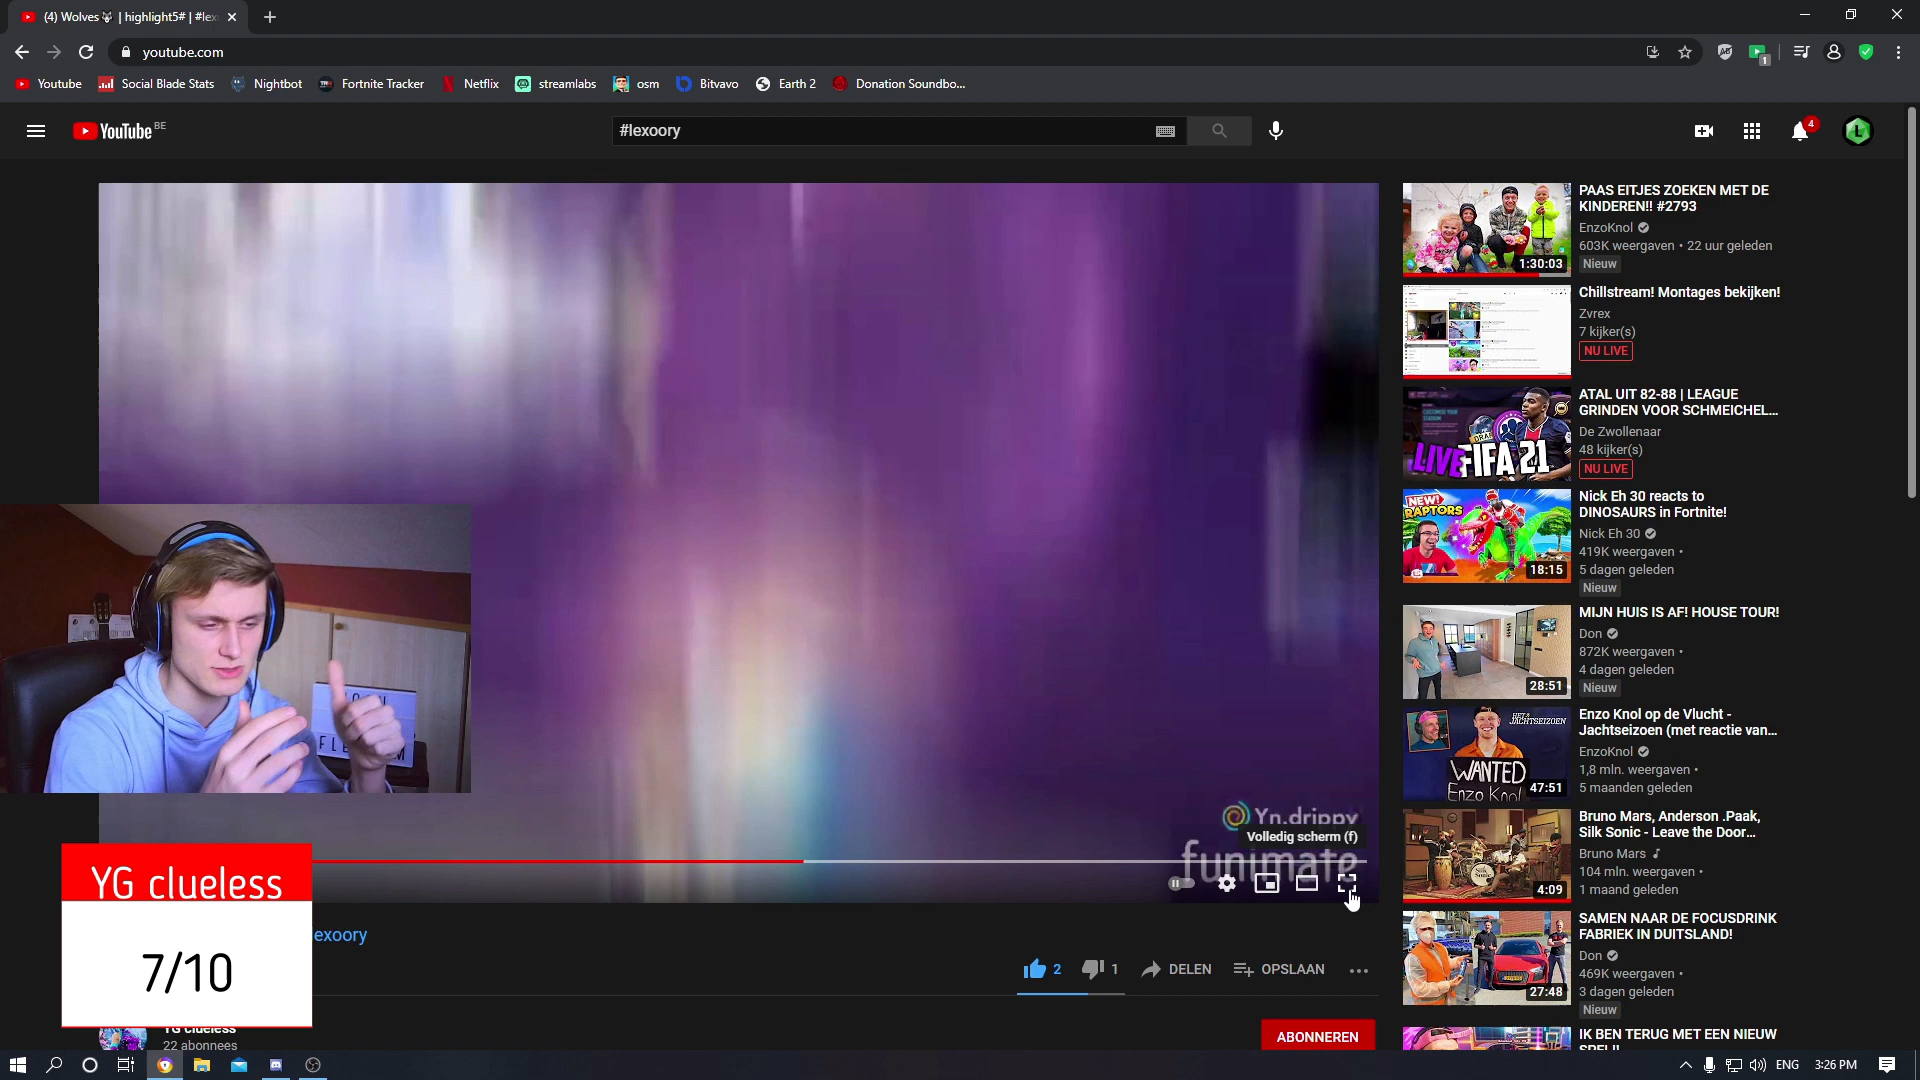 (4) Wolves🐺 | highlight5# | #lex
youtube.com
1
Youtube
Social Blade Stats
Nightbot
Fortnite Tracker
Netflix
streamlabs
osm
Bitvavo
Earth 2
Donation Soundbo...
YouTube BE
#lexoory
4
L
Yn.drippy
Volledig scherm (f)
funimate
YG clueless
7/10
exoory
2
1
DELEN
OPSLAAN
YG clueless
22 abonnees
ABONNEREN
1:30:03
PAAS EITJES ZOEKEN MET DE
KINDEREN!! #2793
EnzoKnol
603K weergaven • 22 uur geleden
Nieuw
Chillstream! Montages bekijken!
Zvrex
7 kijker(s)
NU LIVE
LIVE FIFA 21
ATAL UIT 82-88 | LEAGUE
GRINDEN VOOR SCHMEICHEL...
De Zwollenaar
48 kijker(s)
NU LIVE
NEW!
RAPTORS
18:15
Nick Eh 30 reacts to
DINOSAURS in Fortnite!
Nick Eh 30
419K weergaven •
5 dagen geleden
Nieuw
28:51
MIJN HUIS IS AF! HOUSE TOUR!
Don
872K weergaven •
4 dagen geleden
Nieuw
HET JACHTSEIZOEN
WANTED
Enzo Knol
47:51
Enzo Knol op de Vlucht -
Jachtseizoen (met reactie van...
EnzoKnol
1,8 mln. weergaven •
5 maanden geleden
4:09
Bruno Mars, Anderson .Paak,
Silk Sonic - Leave the Door...
Bruno Mars
104 mln. weergaven •
1 maand geleden
27:48
SAMEN NAAR DE FOCUSDRINK
FABRIEK IN DUITSLAND!
Don
469K weergaven •
3 dagen geleden
Nieuw
IK BEN TERUG MET EEN NIEUW
ENG
3:26 PM